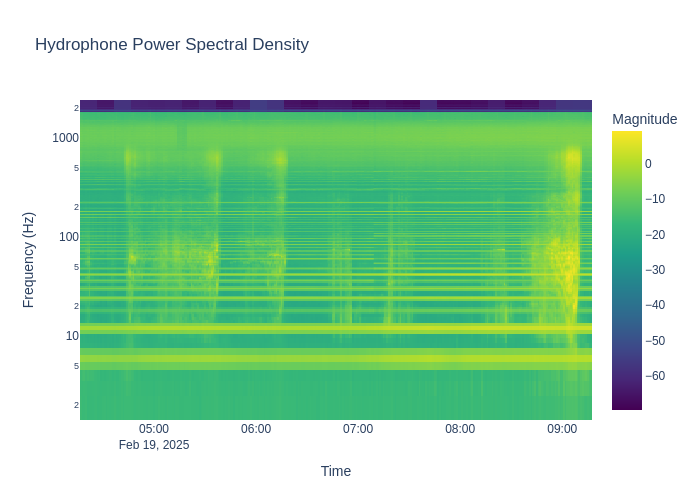 Hydrophone Power Spectral Density
Magnitude
2
1000
5
2
100
5
2
10
5
2
Frequency (Hz)
0
−10
−20
−30
−40
−50
−60
05:00 06:00 07:00 08:00 09:00
Feb 19, 2025
Time